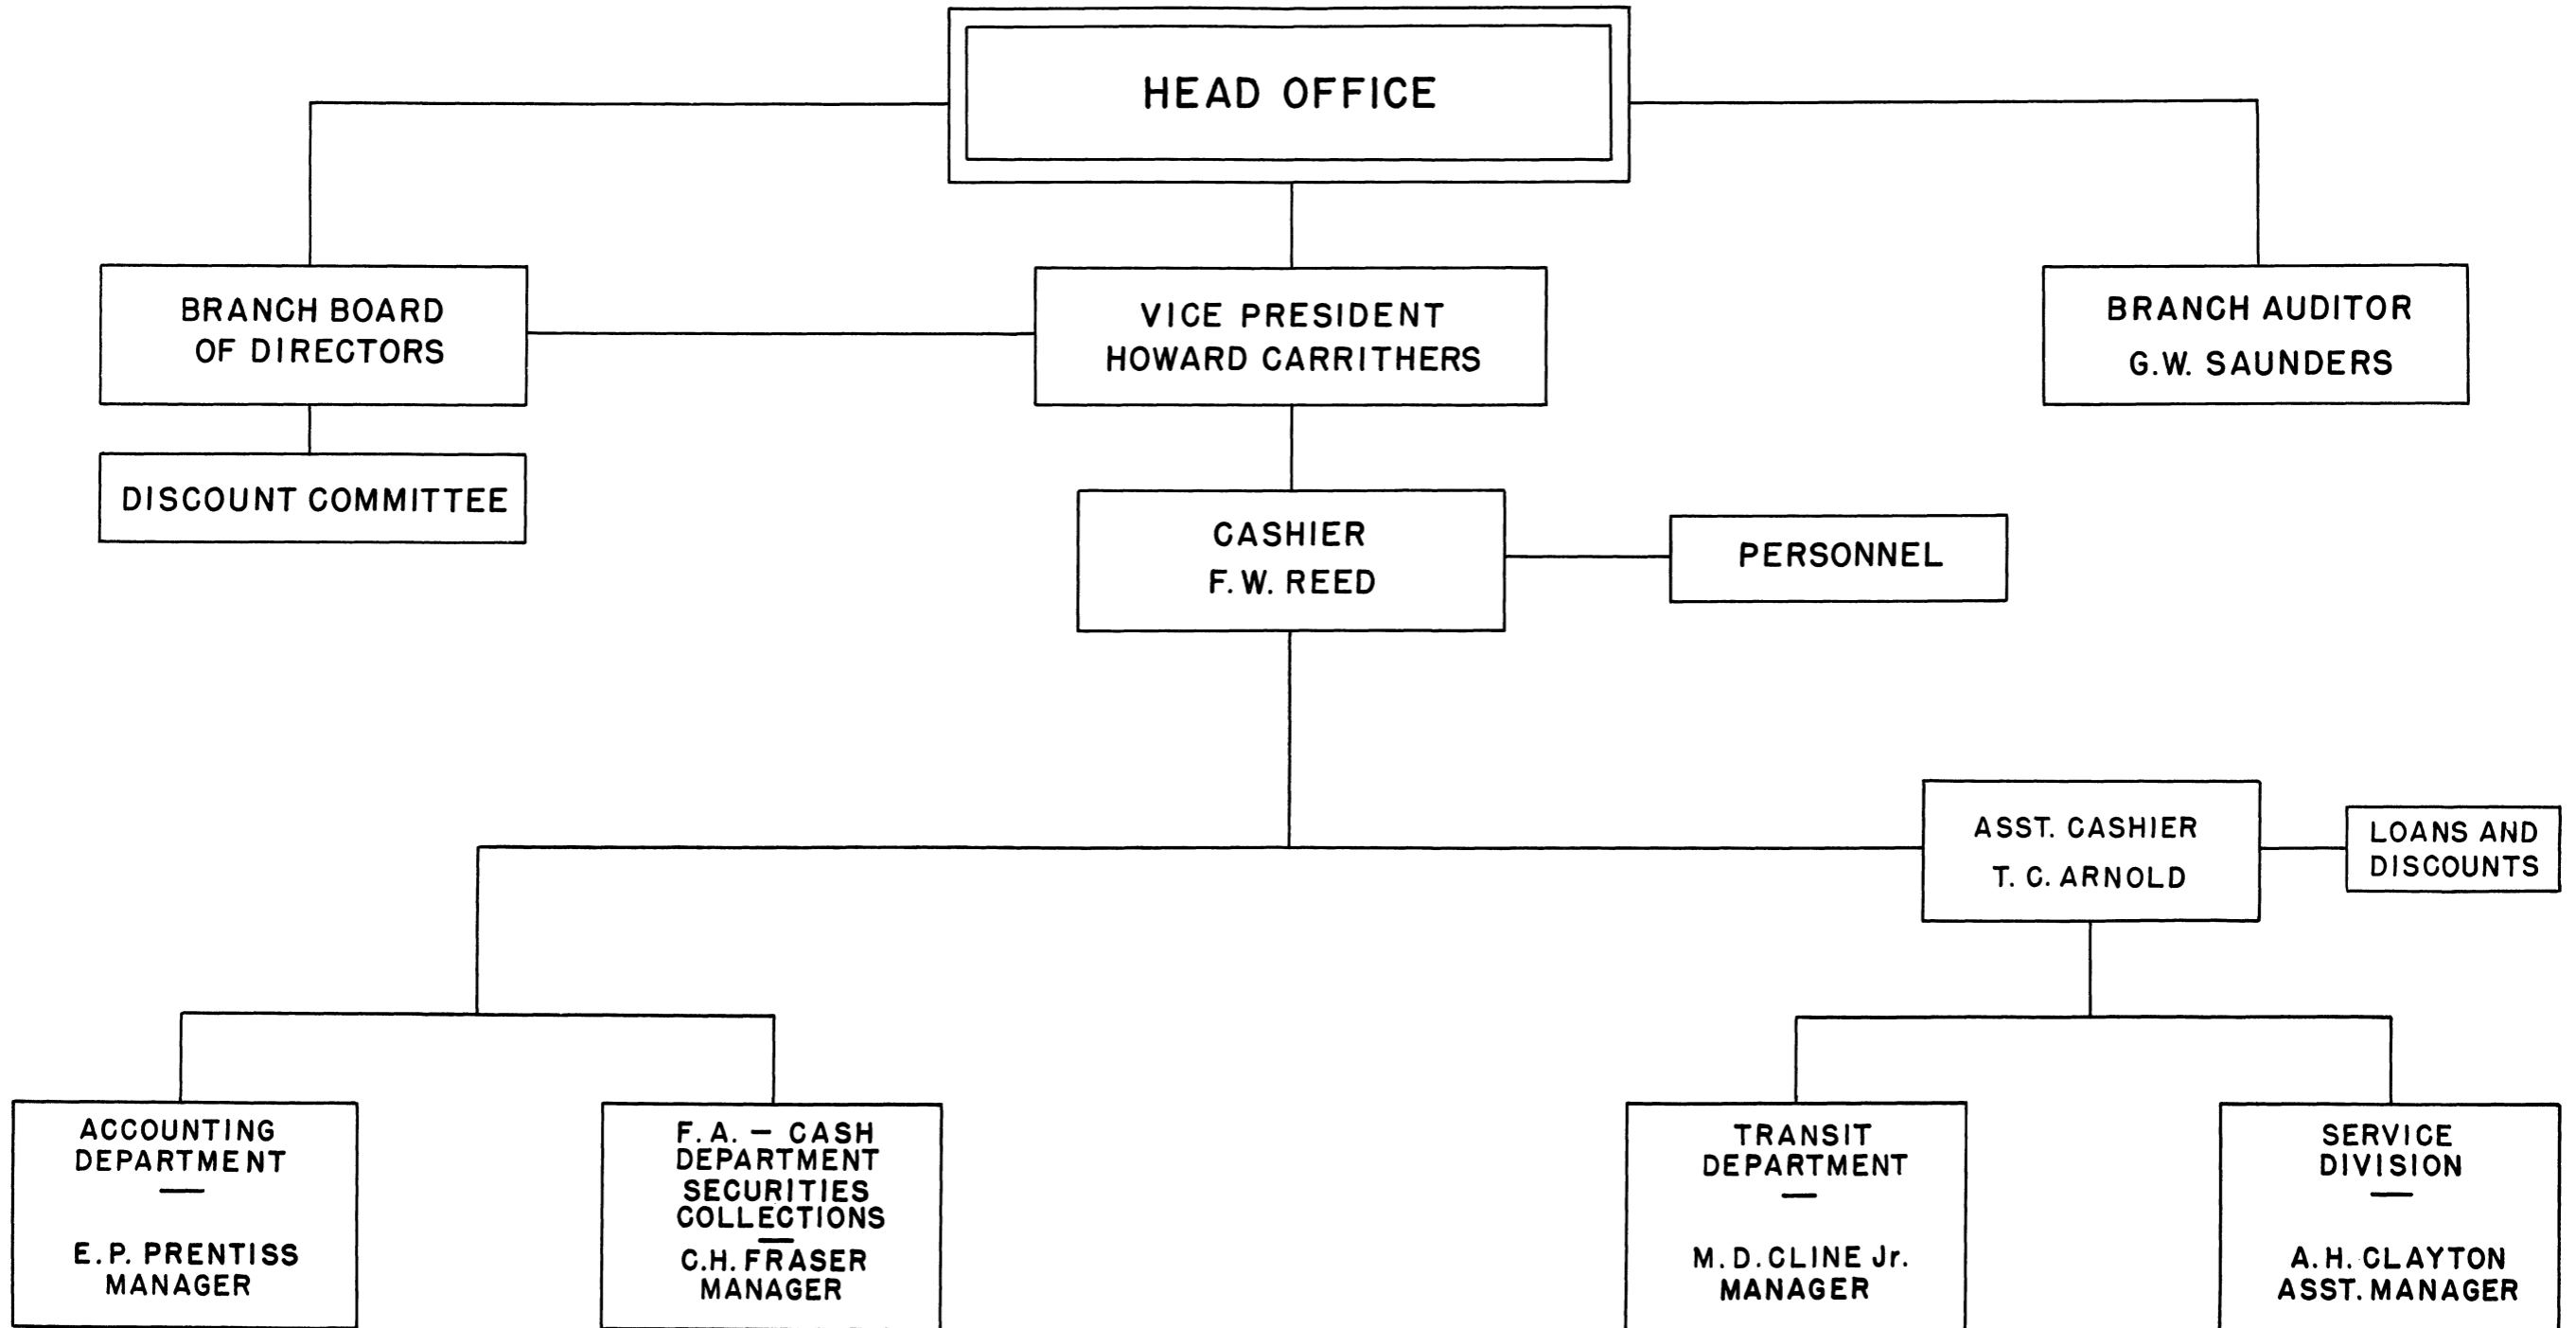 HEAD OFFICE
BRANCH BOARD
OF DIRECTORS
VICE PRESIDENT
HOWARD CARRITHERS
BRANCH AUDITOR
G.W. SAUNDERS
DISCOUNT COMMITTEE
CASHIER
F. W. REED
PERSONNEL
ASST. CASHIER
T. C. ARNOLD
LOANS AND
DISCOUNTS
ACCOUNTING
DEPARTMENT
—
E. P. PRENTISS
MANAGER
F. A. — CASH
DEPARTMENT
SECURITIES
COLLECTIONS
—
C.H. FRASER
MANAGER
TRANSIT
DEPARTMENT
—
M. D. CLINE Jr.
MANAGER
SERVICE
DIVISION
—
A. H. CLAYTON
ASST. MANAGER